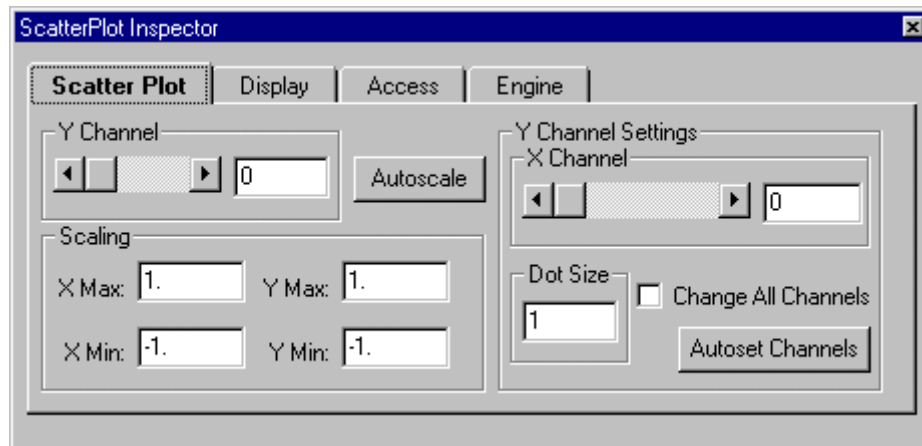 ScatterPlot Inspector
Scatter Plot Display Access Engine
Y Channel
0
Autoscale
Scaling
X Max: 1. Y Max: 1.
X Min: -1. Y Min: -1.
Y Channel Settings
X Channel
0
Dot Size
1
Change All Channels
Autoset Channels